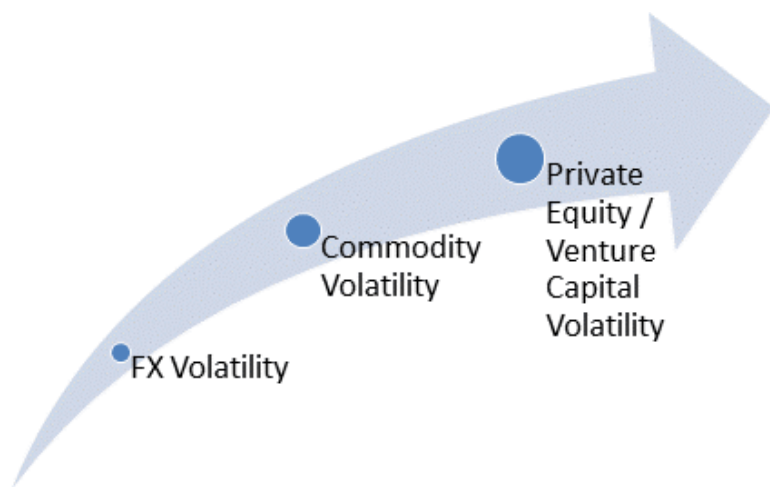 Private
Equity /
Venture
Capital
Volatility
Commodity
Volatility
FX Volatility